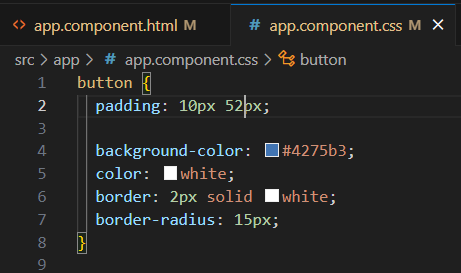 <> app.component.html M # app.component.css M ×
src > app > # app.component.css > button
1 button {
2 padding: 10px 52px;
3
4 background-color: #4275b3;
5 color: white;
6 border: 2px solid white;
7 border-radius: 15px;
8 }
9